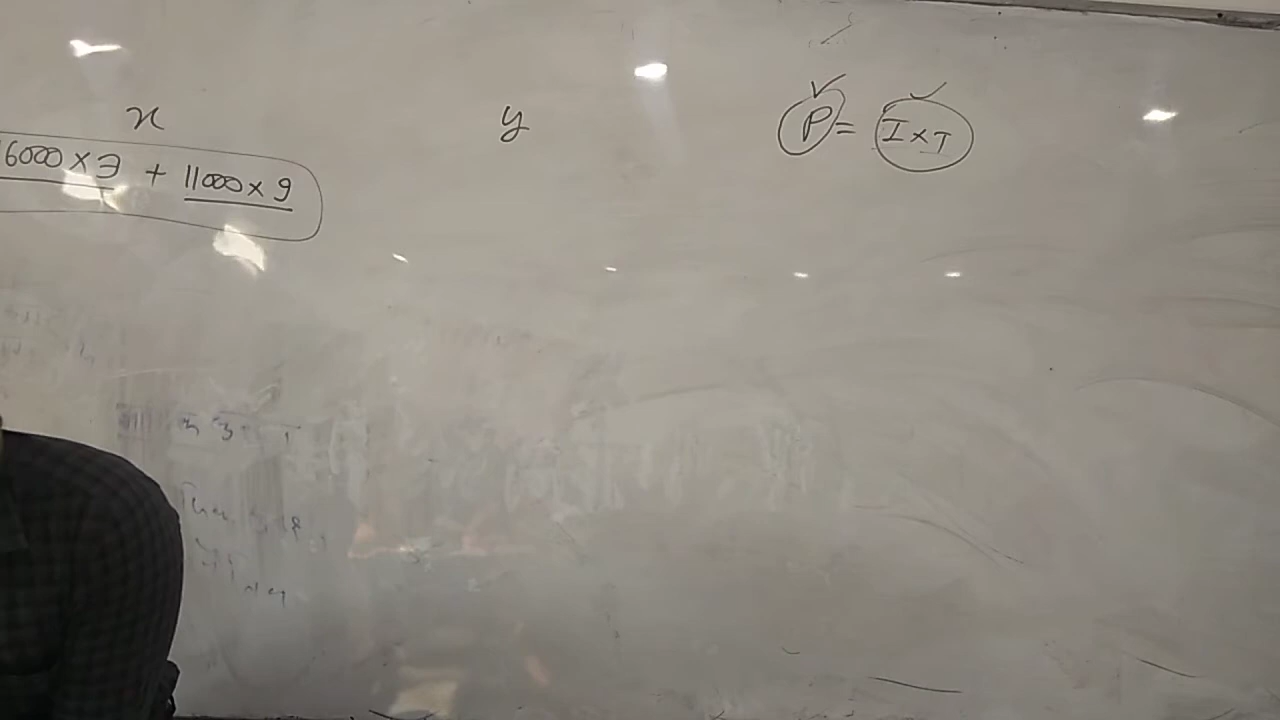 x y P = I × T
6000 × 3 + 11000 × 9